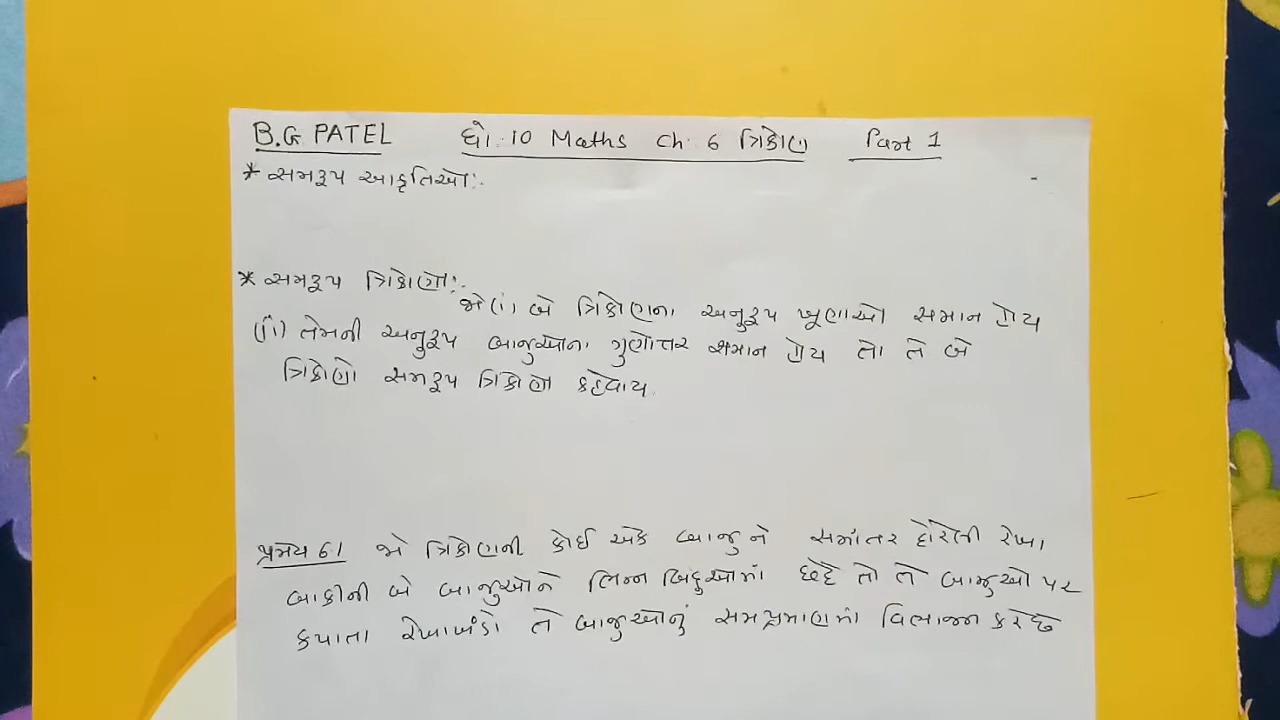 B.G PATEL ધો. 10 Maths Ch. 6 ત્રિકોણ Part 1
* સમરૂપ આકૃતિઓ:-
* સમરૂપ ત્રિકોણો:-
જો (i) બે ત્રિકોણના અનુરૂપ ખૂણાઓ સમાન હોય
(ii) તેમની અનુરૂપ બાજુઓના ગુણોત્તર સમાન હોય તો તે બે
ત્રિકોણો સમરૂપ ત્રિકોણો કહેવાય.
પ્રમેય 6.1 જો ત્રિકોણની કોઈ એક બાજુને સમાંતર દોરેલી રેખા
બાકીની બે બાજુઓને ભિન્ન બિંદુઓમાં છેદે તો તે બાજુઓ પર
કપાતા રેખાખંડો તે બાજુઓનું સમપ્રમાણમાં વિભાજન કરે છે